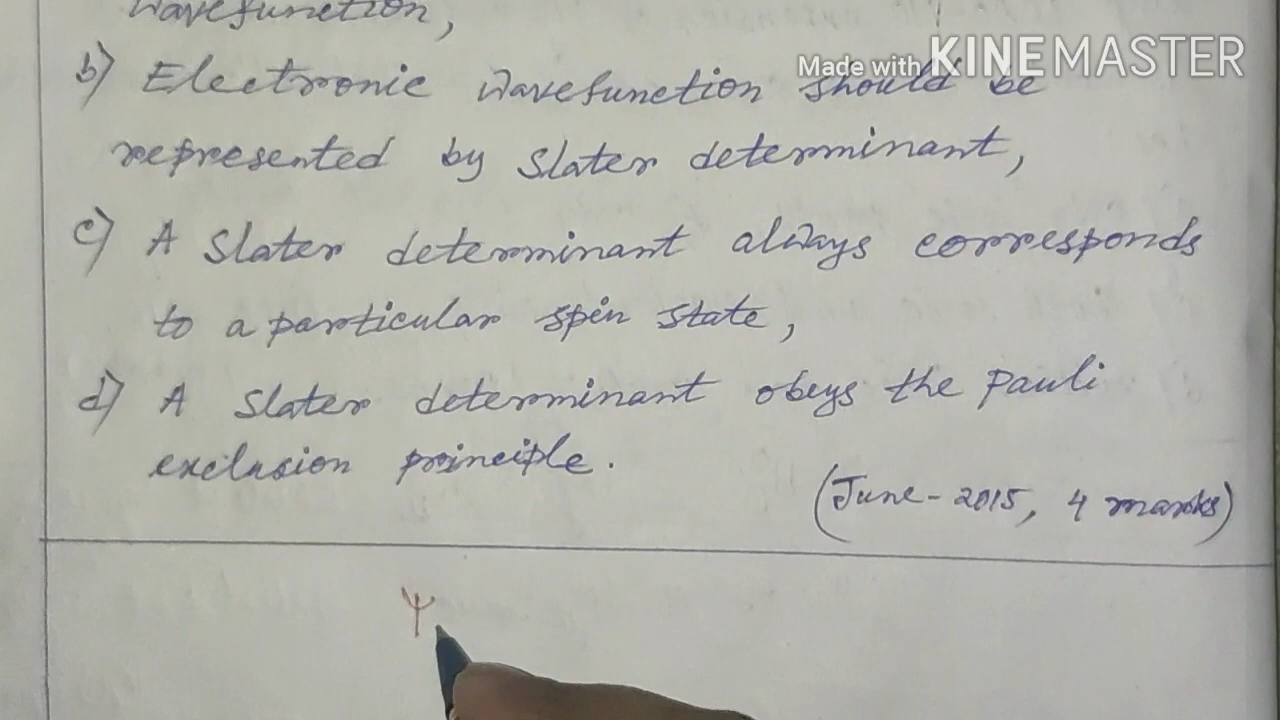 wavefunction,
Made with KINEMASTER
b) Electronic wavefunction should be
represented by Slater determinant,
c) A Slater determinant always corresponds
to a particular spin state,
d) A Slater determinant obeys the Pauli
exclusion principle.
(June-2015, 4 marks)
Ψ